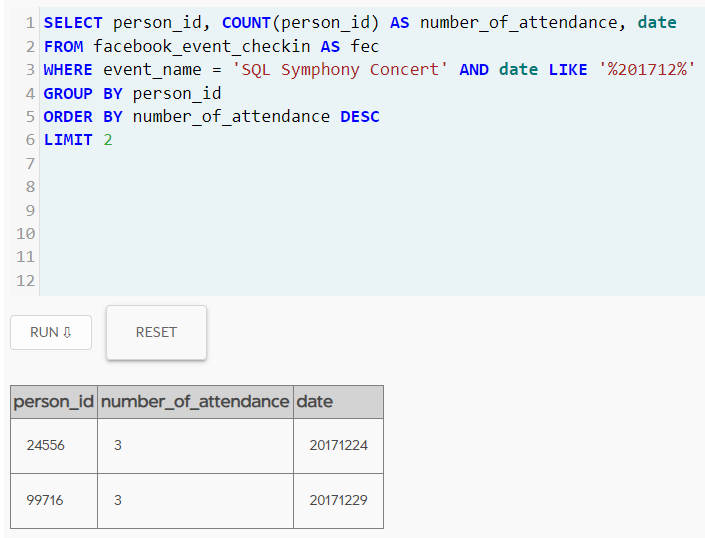 1 SELECT person_id, COUNT(person_id) AS number_of_attendance, date
2 FROM facebook_event_checkin AS fec
3 WHERE event_name = 'SQL Symphony Concert' AND date LIKE '%201712%'
4 GROUP BY person_id
5 ORDER BY number_of_attendance DESC
6 LIMIT 2
7
8
9
10
11
12
RUN ⇩ RESET
person_id number_of_attendance date
24556 3 20171224
99716 3 20171229